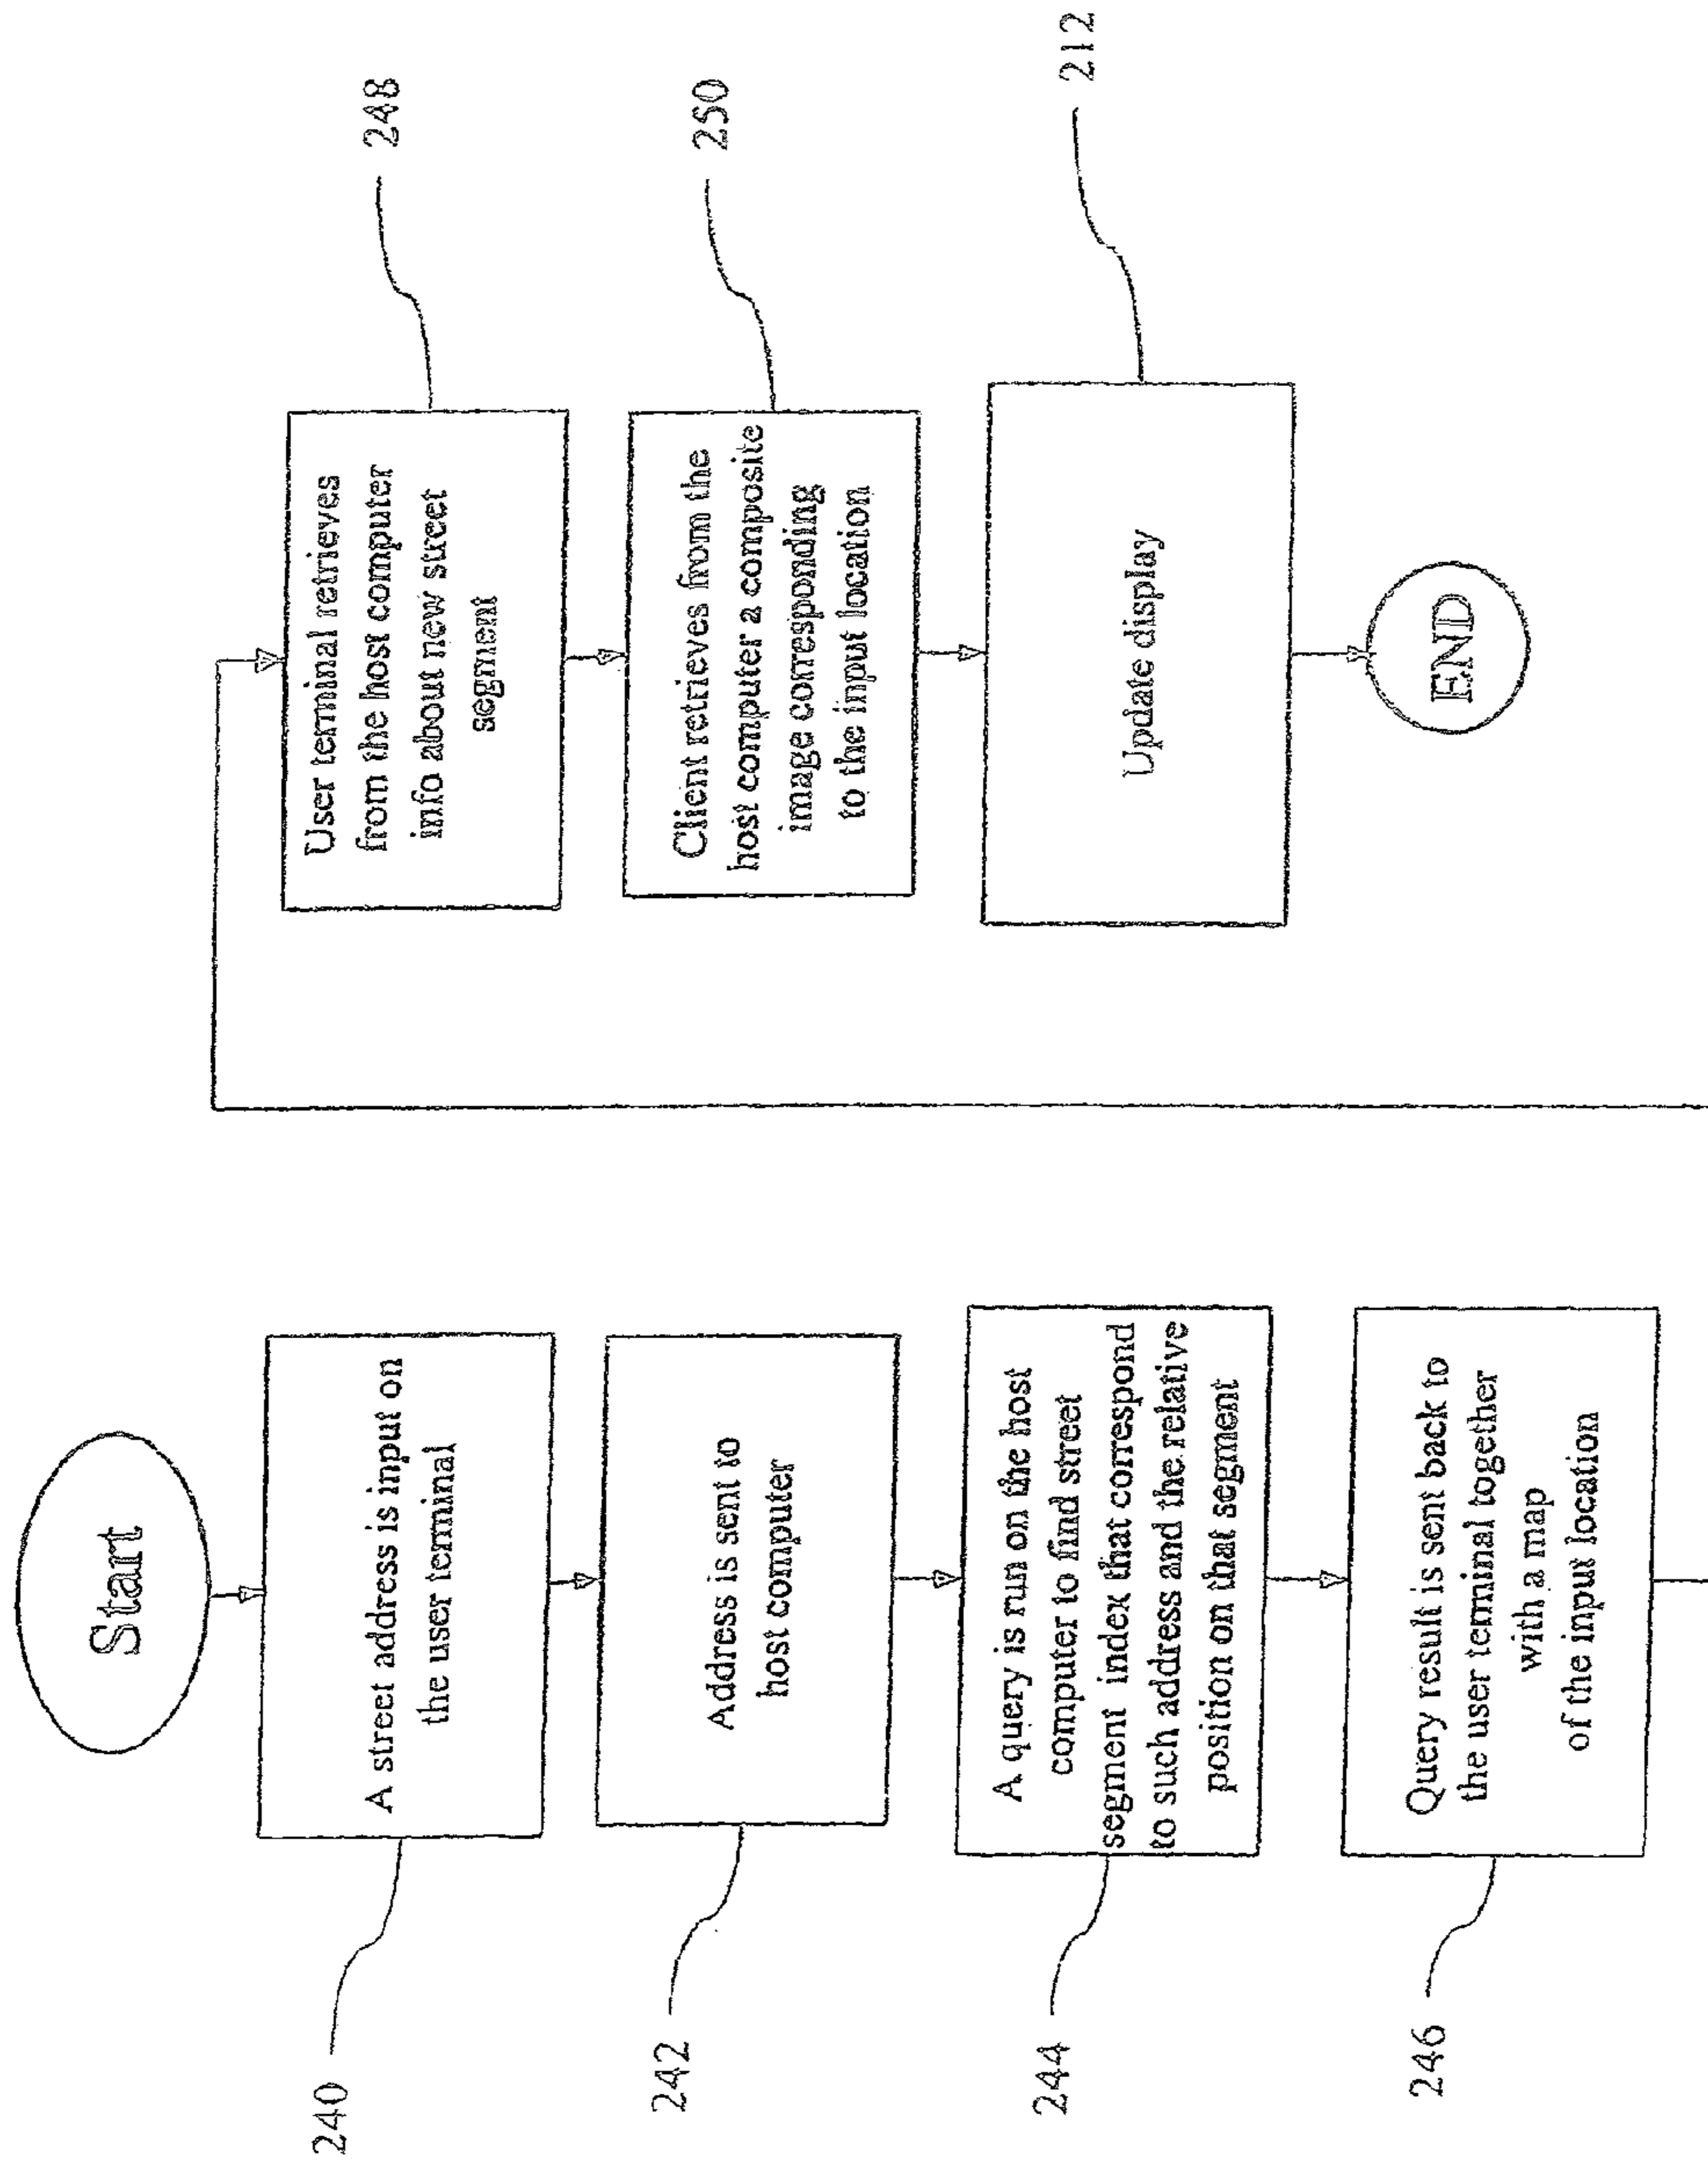 Start
A stret address is input on
the user terminal
240
Address is sent to
host computer
242
A query is run on the host
computer to find street
segment index that correspond
to such address and the relative
position on that segment
244
Query result is sent back to
the user terminal together
with a map
of the input location
246
User terminal retrieves
from the host computer
info about new street
segment
248
Client retrieves from the
host computer a composite
image corresponding
to the input location
250
Update display
212
END